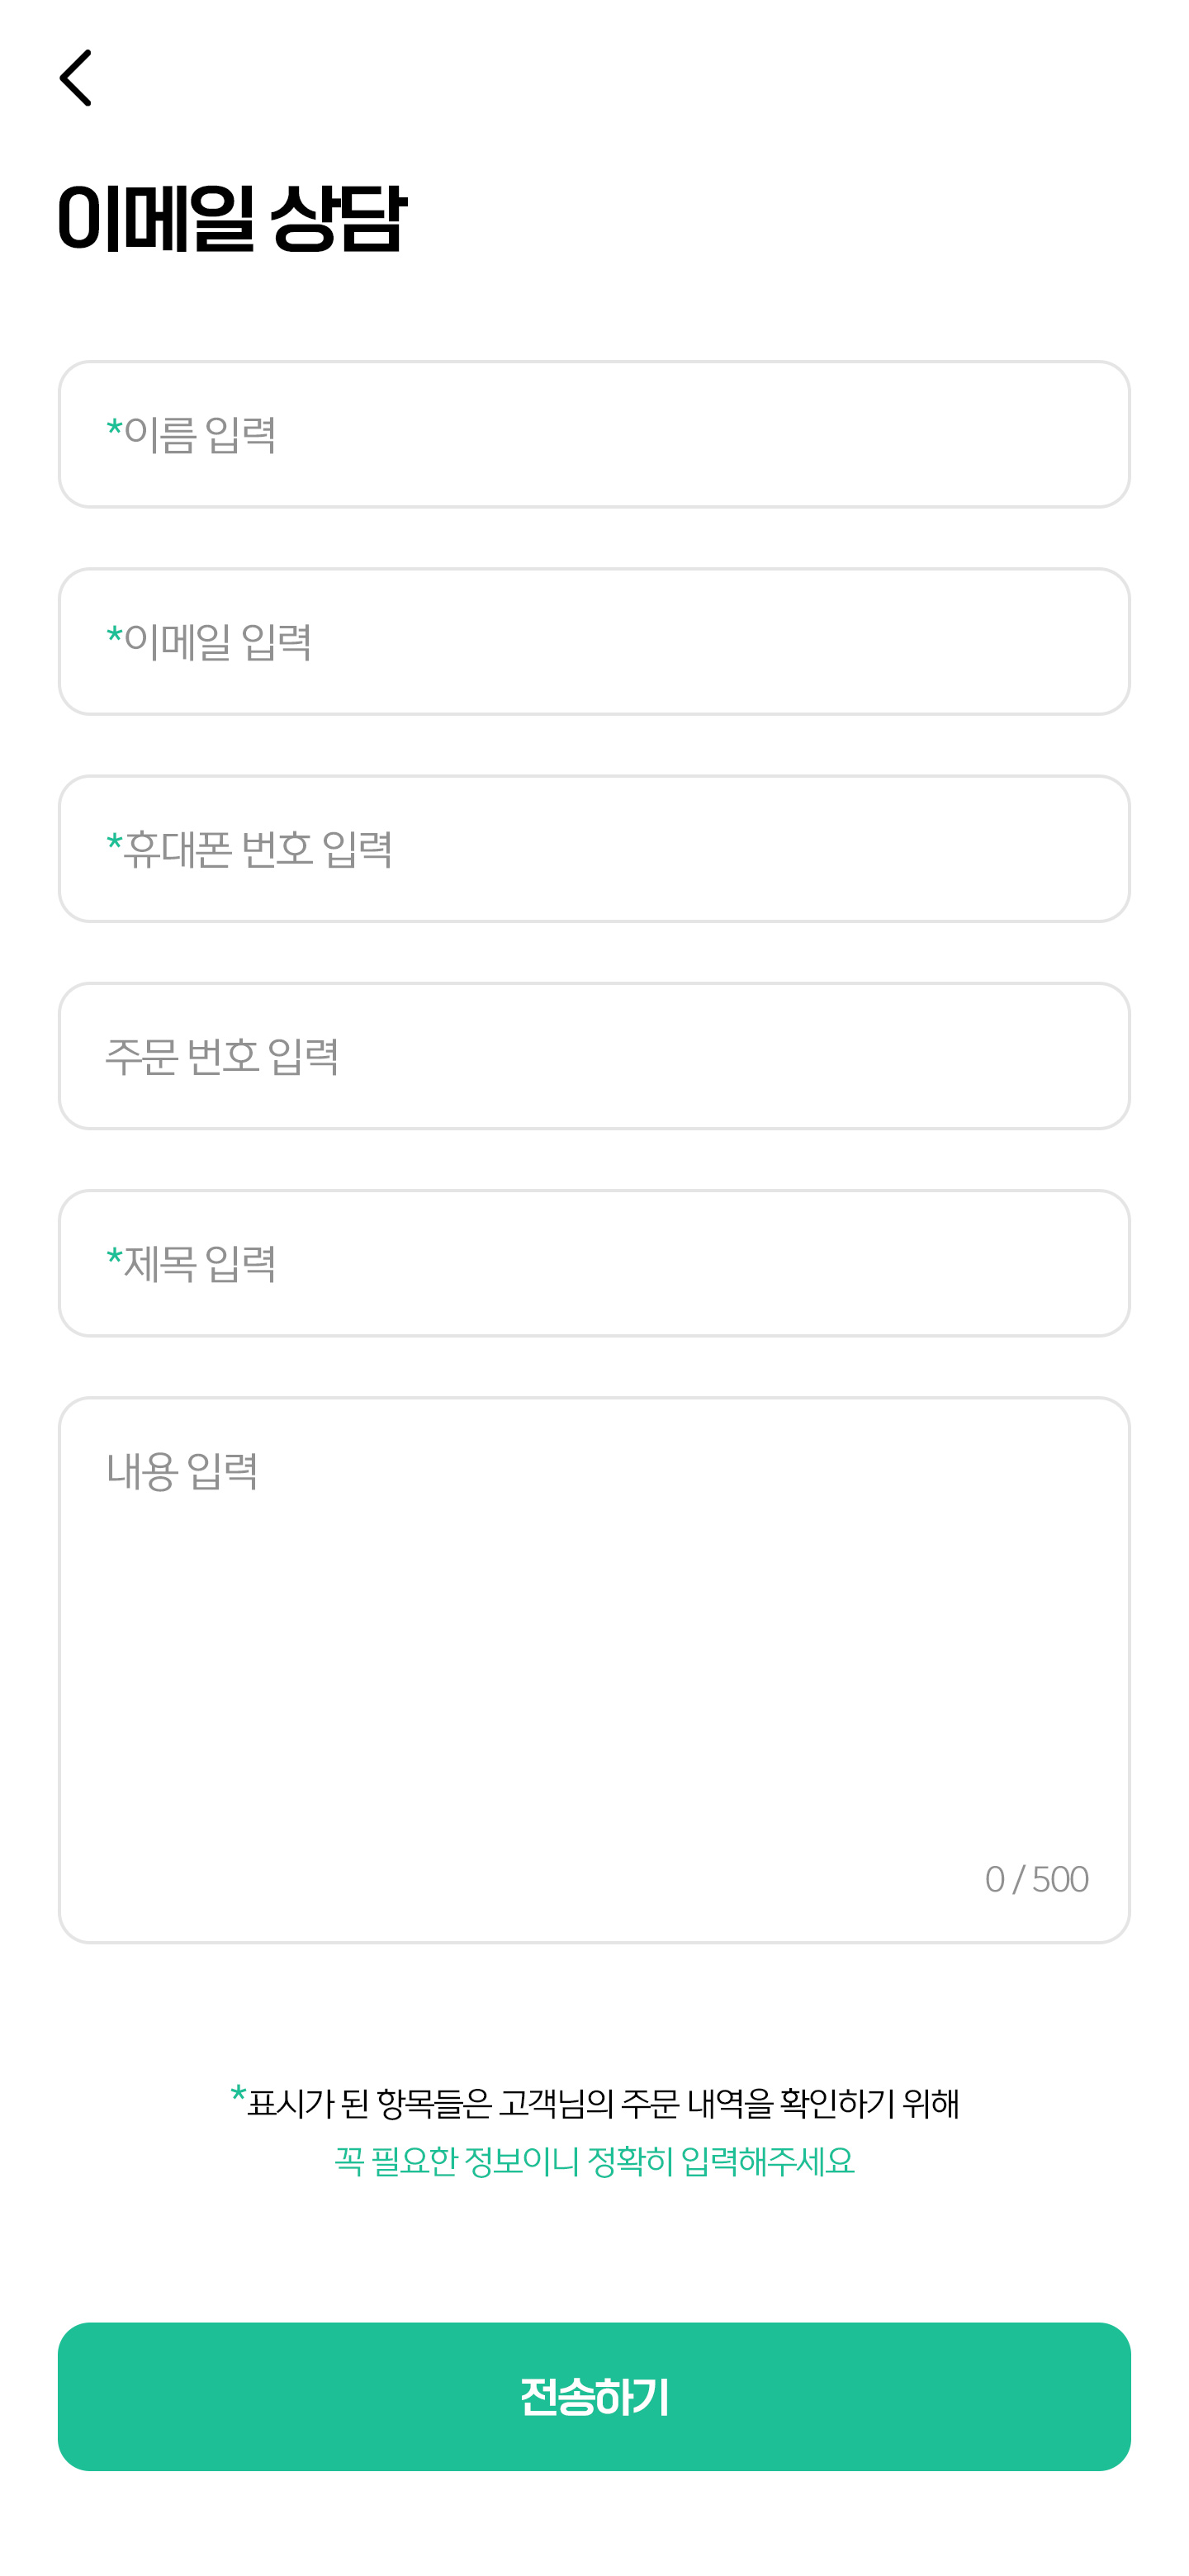 이메일 상담
*이름 입력
*이메일 입력
*휴대폰 번호 입력
주문 번호 입력
*제목 입력
내용 입력
0 / 500
*표시가 된 항목들은 고객님의 주문 내역을 확인하기 위해
꼭 필요한 정보이니 정확히 입력해주세요
전송하기